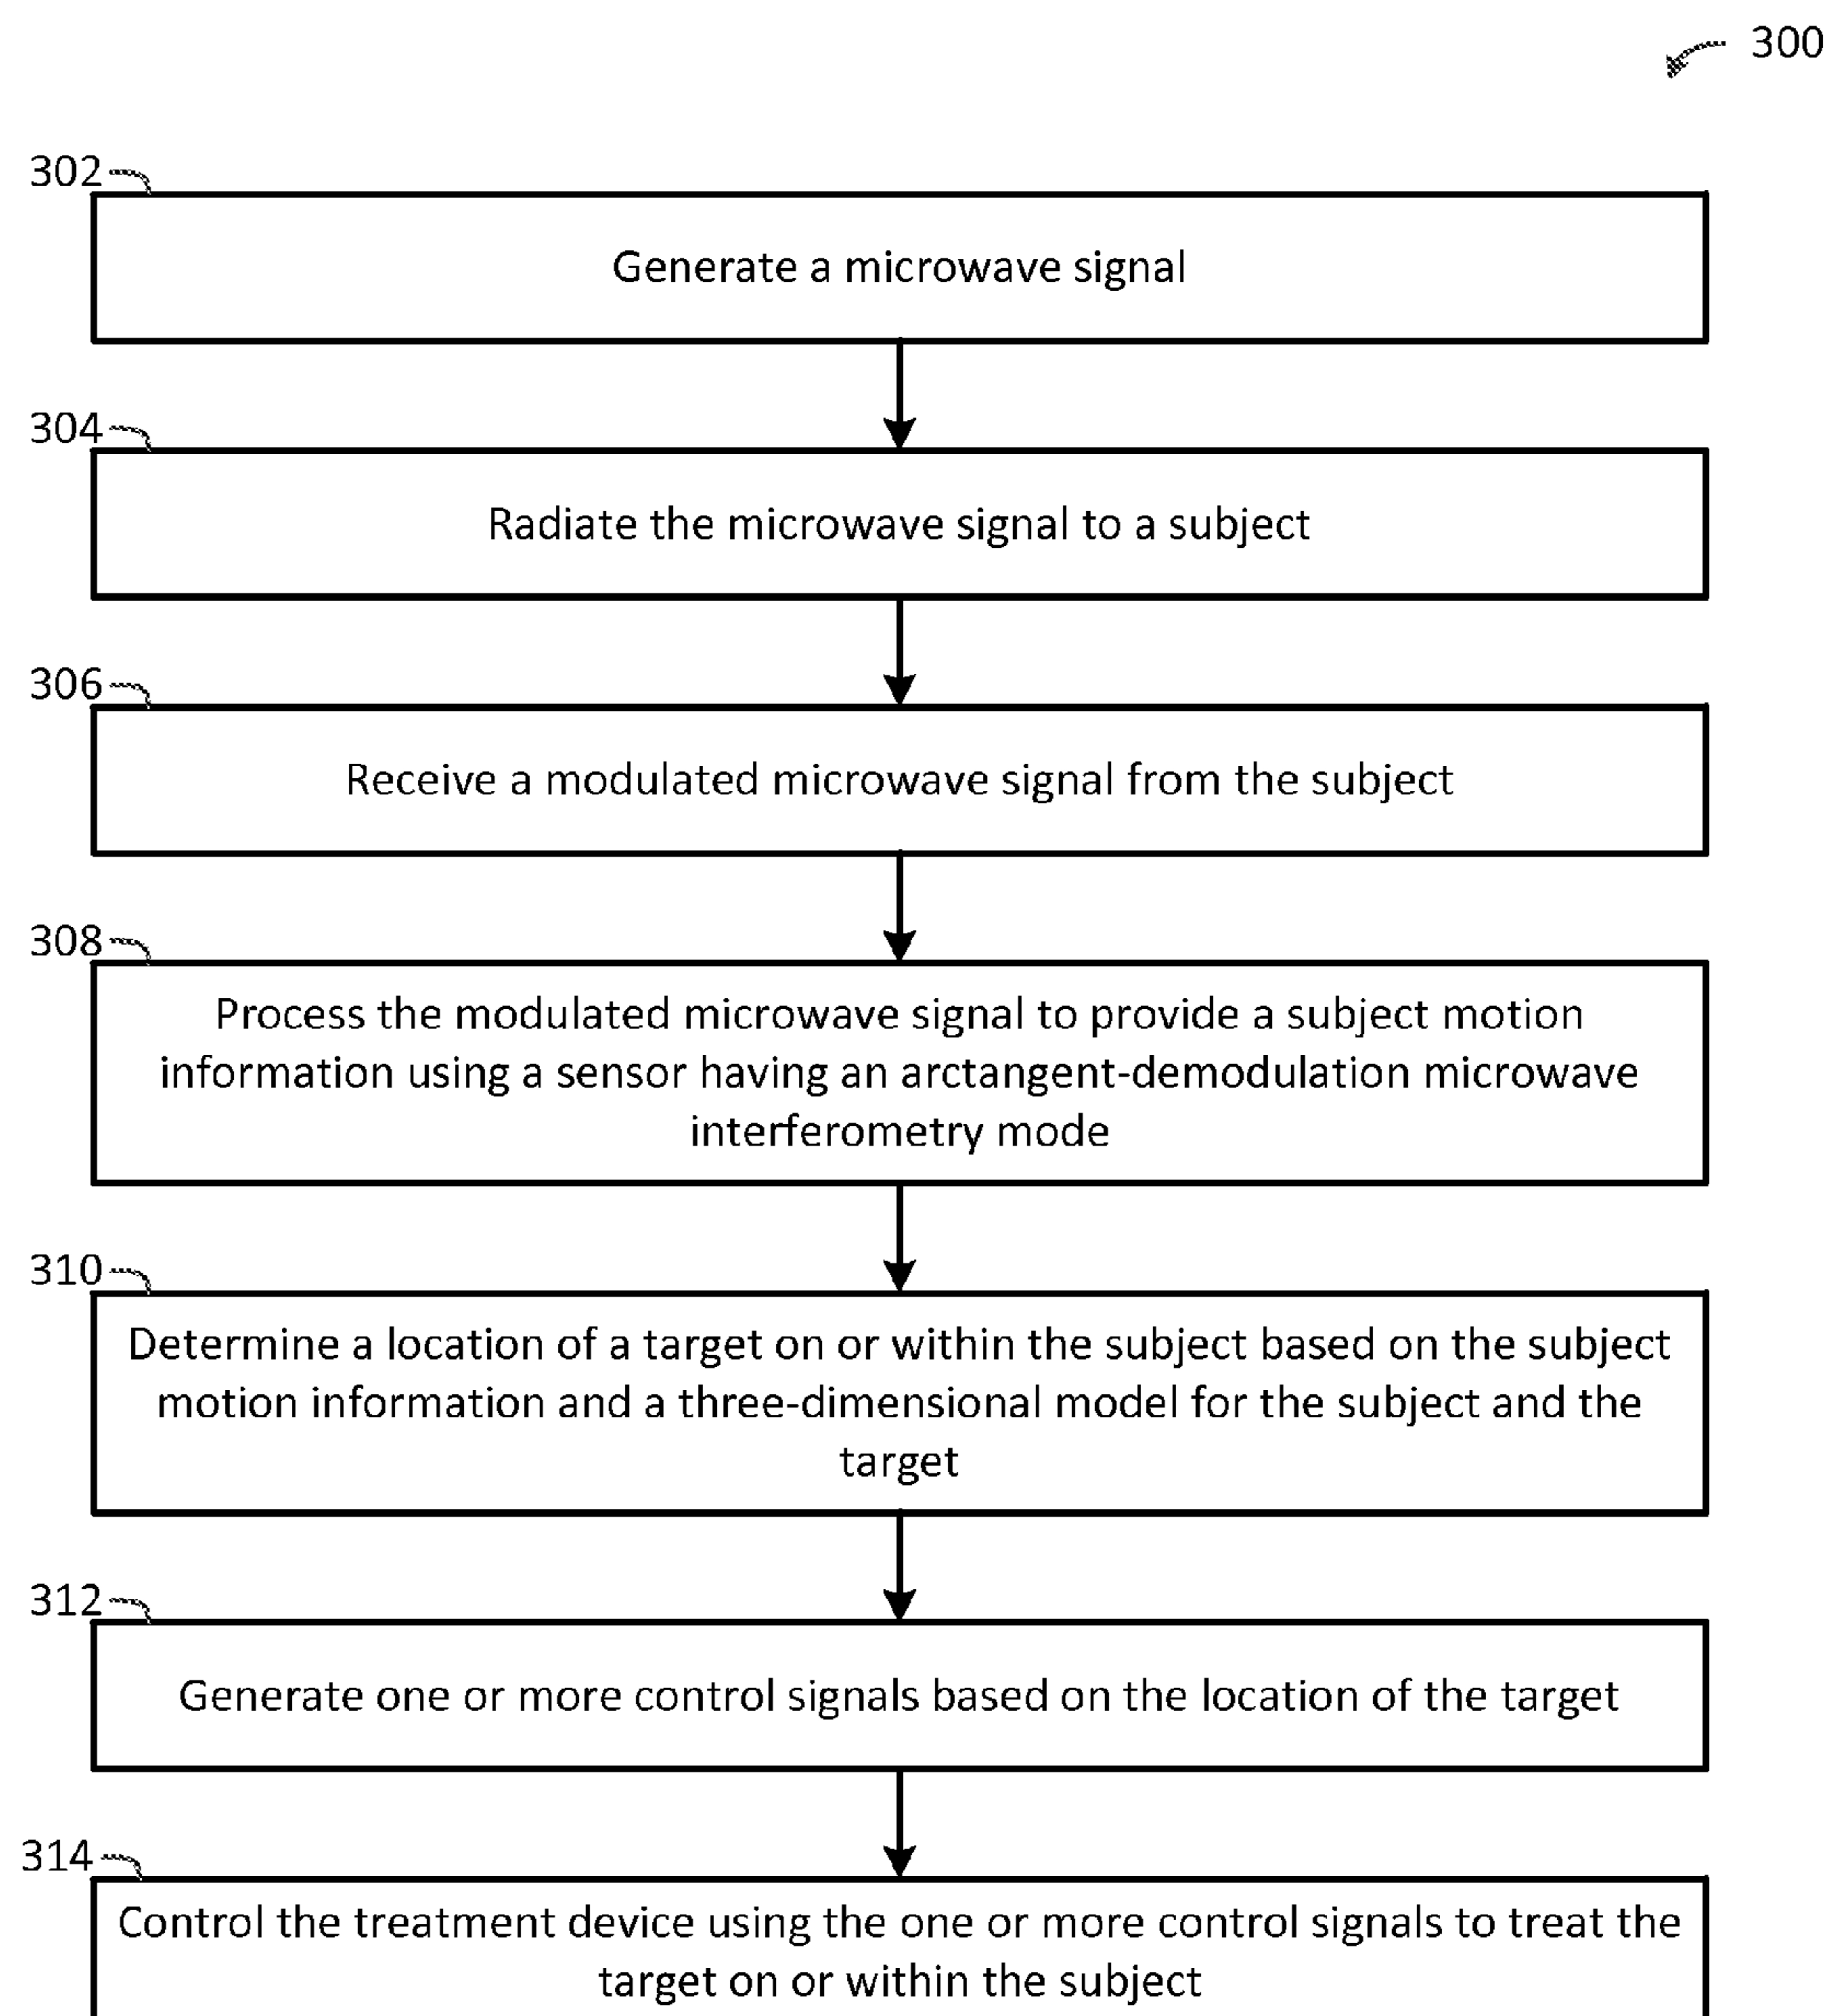 300
302
Generate a microwave signal
304
Radiate the microwave signal to a subject
306
Receive a modulated microwave signal from the subject
308
Process the modulated microwave signal to provide a subject motion
information using a sensor having an arctangent-demodulation microwave
interferometry mode
310
Determine a location of a target on or within the subject based on the subject
motion information and a three-dimensional model for the subject and the
target
312
Generate one or more control signals based on the location of the target
314
Control the treatment device using the one or more control signals to treat the
target on or within the subject